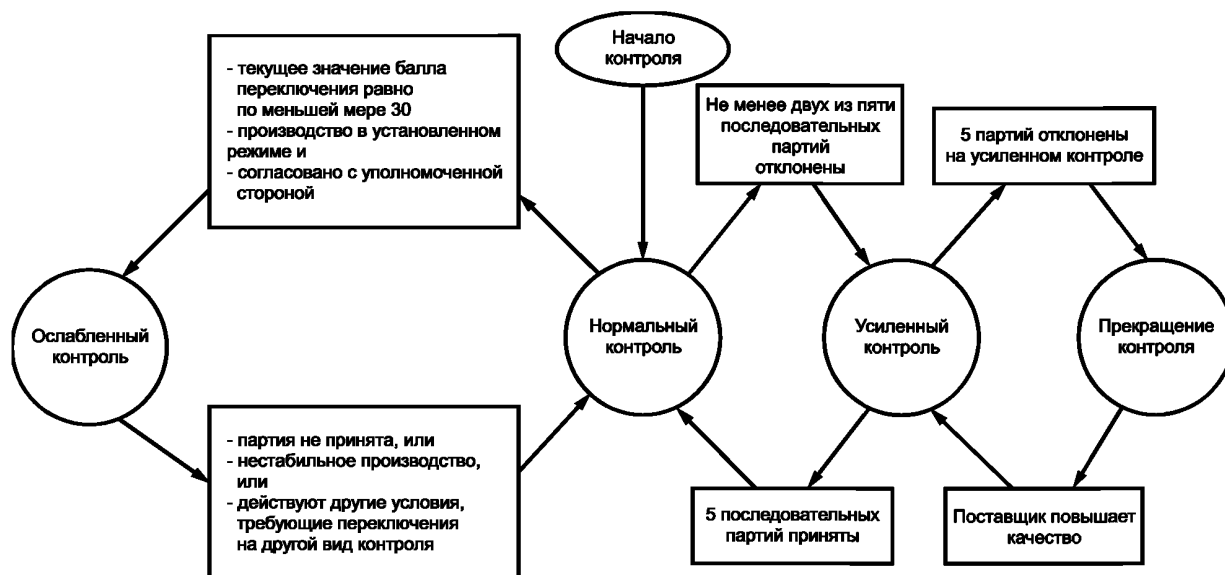 Начало
контроля
- текущее значение балла
переключения равно
по меньшей мере 30
- производство в установленном
режиме и
- согласовано с уполномоченной
стороной
Не менее двух из пяти
последовательных
партий
отклонены
5 партий отклонены
на усиленном контроле
Ослабленный
контроль
Нормальный
контроль
Усиленный
контроль
Прекращение
контроля
- партия не принята, или
- нестабильное производство,
или
- действуют другие условия,
требующие переключения
на другой вид контроля
5 последовательных
партий приняты
Поставщик повышает
качество